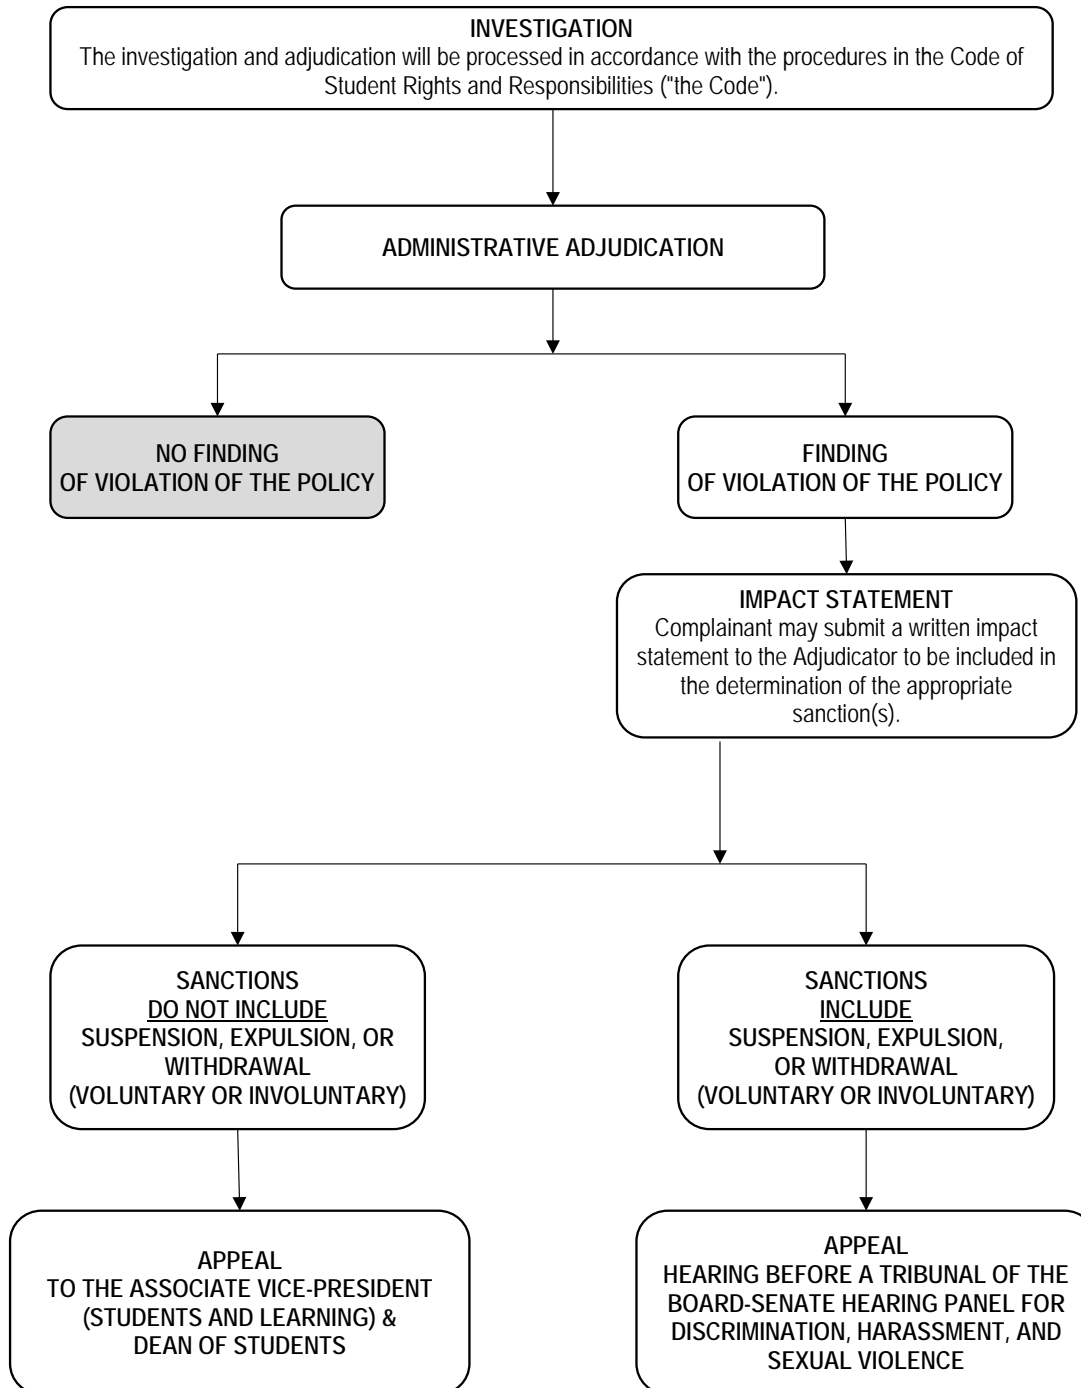 INVESTIGATION
The investigation and adjudication will be processed in accordance with the procedures in the Code of
Student Rights and Responsibilities ("the Code").
ADMINISTRATIVE ADJUDICATION
NO FINDING
OF VIOLATION OF THE POLICY
FINDING
OF VIOLATION OF THE POLICY
IMPACT STATEMENT
Complainant may submit a written impact
statement to the Adjudicator to be included in
the determination of the appropriate
sanction(s).
SANCTIONS
DO NOT INCLUDE
SUSPENSION, EXPULSION, OR
WITHDRAWAL
(VOLUNTARY OR INVOLUNTARY)
SANCTIONS
INCLUDE
SUSPENSION, EXPULSION,
OR WITHDRAWAL
(VOLUNTARY OR INVOLUNTARY)
APPEAL
TO THE ASSOCIATE VICE-PRESIDENT
(STUDENTS AND LEARNING) &
DEAN OF STUDENTS
APPEAL
HEARING BEFORE A TRIBUNAL OF THE
BOARD-SENATE HEARING PANEL FOR
DISCRIMINATION, HARASSMENT, AND
SEXUAL VIOLENCE